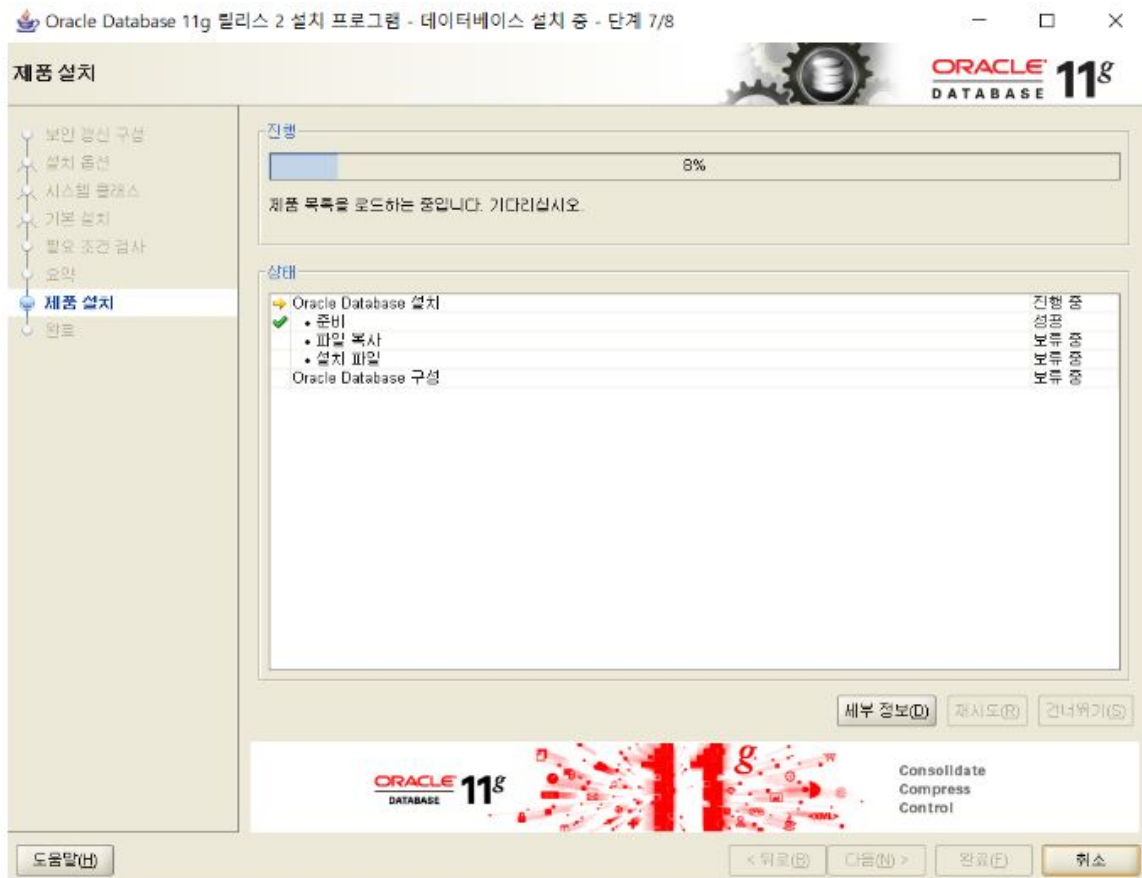 Oracle Database 11g 릴리스 2 설치 프로그램 - 데이터베이스 설치 중 - 단계 7/8
제품 설치
ORACLE 11g
DATABASE
보안 갱신 구성
설치 옵션
시스템 클래스
기본 설치
필요 조건 검사
요약
제품 설치
완료
진행
8%
제품 목록을 로드하는 중입니다. 기다리십시오.
상태
Oracle Database 설치 진행 중
• 준비 성공
• 파일 복사 보류 중
• 설치 파일 보류 중
Oracle Database 구성 보류 중
세부 정보(D) 재시도(R) 건너뛰기(S)
ORACLE 11g
DATABASE
11g
<XML>
Consolidate
Compress
Control
도움말(H) < 뒤로(B) 다음(N) > 완료(F) 취소